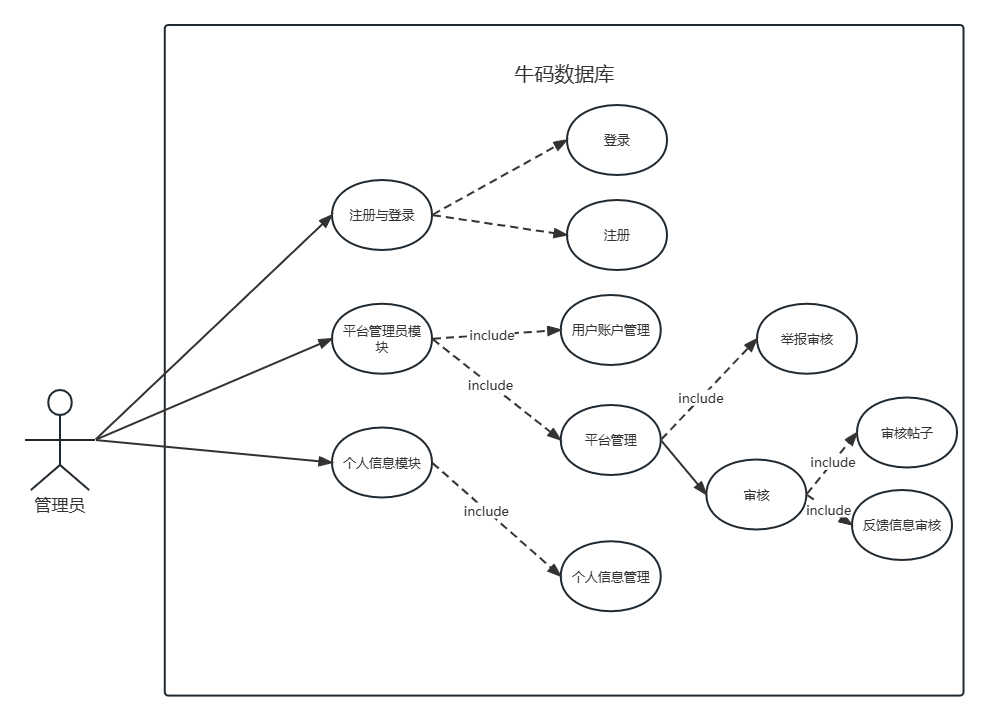 牛码数据库
登录
注册与登录
注册
平台管理员模
块
include
用户账户管理
举报审核
include
include
平台管理
审核帖子
个人信息模块
include
审核
管理员
include
include
反馈信息审核
个人信息管理